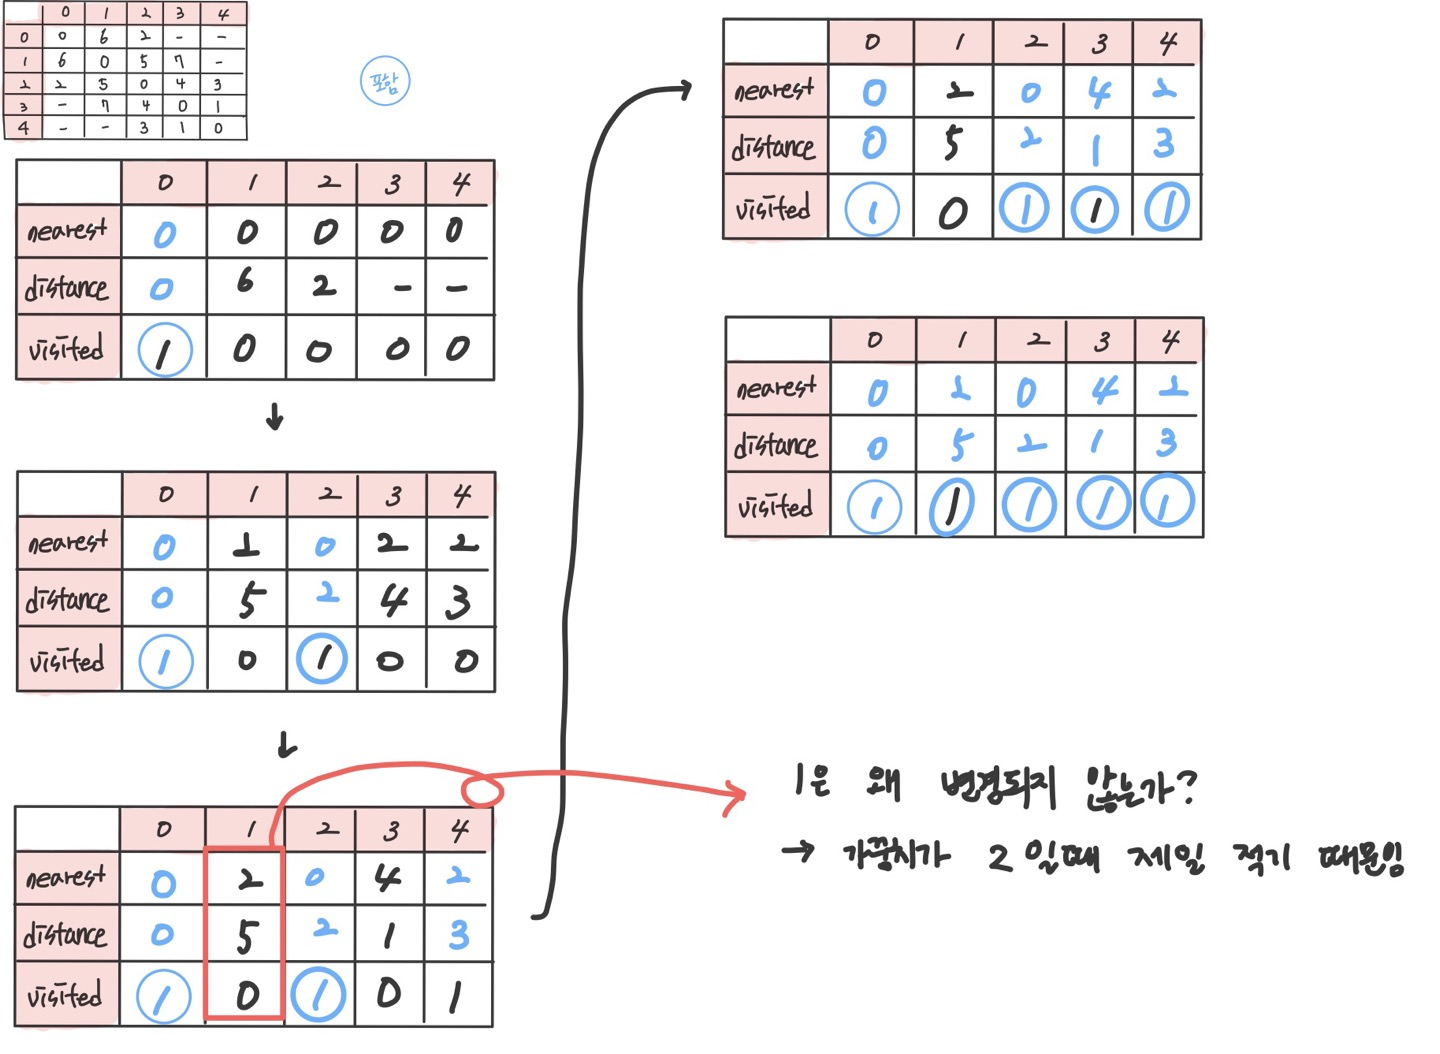 0 1 2 3 4
0 0 6 2 - -
1 6 0 5 7 -
2 2 5 0 4 3
3 - 7 4 0 1
4 - - 3 1 0
포함
0 1 2 3 4
nearest 0 0 0 0 0
distance 0 6 2 - -
visited 1 0 0 0 0
↓
0 1 2 3 4
nearest 0 1 0 2 2
distance 0 5 2 4 3
visited 1 0 1 0 0
↓
0 1 2 3 4
nearest 0 2 0 4 2
distance 0 5 2 1 3
visited 1 0 1 0 1
0 1 2 3 4
nearest 0 2 0 4 2
distance 0 5 2 1 3
visited 1 0 1 1 1
0 1 2 3 4
nearest 0 2 0 4 2
distance 0 5 2 1 3
visited 1 1 1 1 1
1은 왜 변경되지 않는가?
→ 가중치가 2일때 제일 적기 때문임